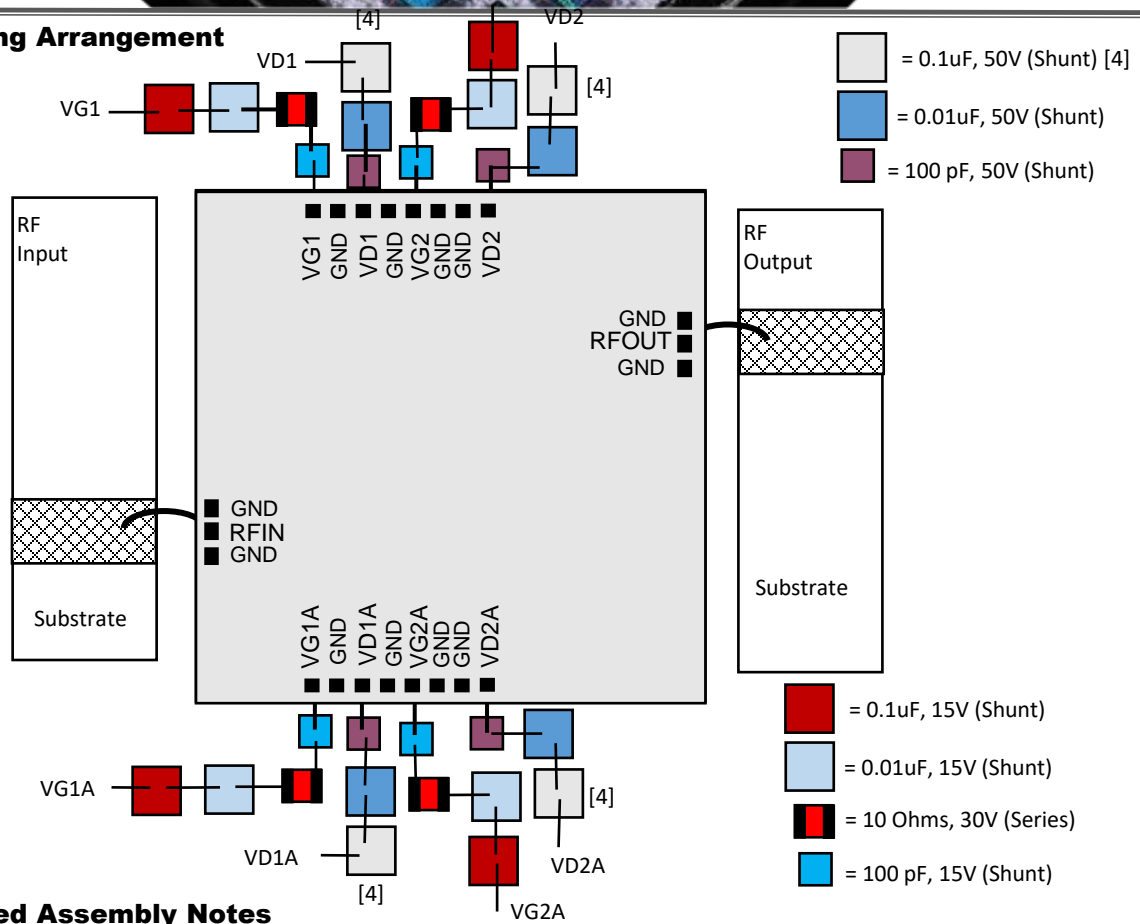 ng Arrangement
[4]
VD2
VD1
VG1
[4]
= 0.1uF, 50V (Shunt) [4]
= 0.01uF, 50V (Shunt)
= 100 pF, 50V (Shunt)
RF
Input
VG1
GND
VD1
GND
VG2
GND
GND
VD2
RF
Output
GND
RFOUT
GND
GND
RFIN
GND
Substrate
Substrate
VG1A
GND
VD1A
GND
VG2A
GND
GND
VD2A
= 0.1uF, 15V (Shunt)
= 0.01uF, 15V (Shunt)
= 10 Ohms, 30V (Series)
= 100 pF, 15V (Shunt)
VG1A
[4]
VD1A
VD2A
[4]
VG2A
ed Assembly Notes